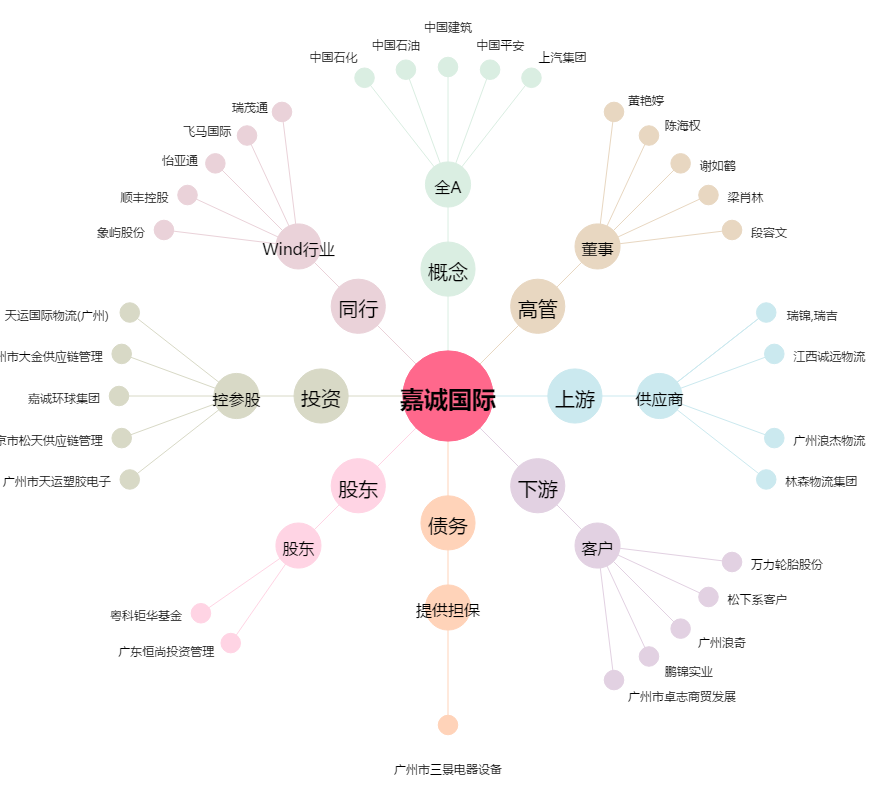 中国建筑
中国石油
中国平安
中国石化
上汽集团
瑞茂通
黄艳婷
飞马国际
陈海权
怡亚通
谢如鹤
全A
顺丰控股
梁肖林
象屿股份
段容文
Wind行业
董事
概念
同行
高管
天运国际物流(广州)
瑞锦,瑞吉
州市大金供应链管理
江西诚远物流
嘉诚环球集团
控参股
投资
嘉诚国际
上游
供应商
京市松天供应链管理
广州浪杰物流
广州市天运塑胶电子
林森物流集团
股东
下游
债务
股东
客户
万力轮胎股份
松下系客户
粤科钜华基金
提供担保
广州浪奇
广东恒尚投资管理
鹏锦实业
广州市卓志商贸发展
广州市三景电器设备